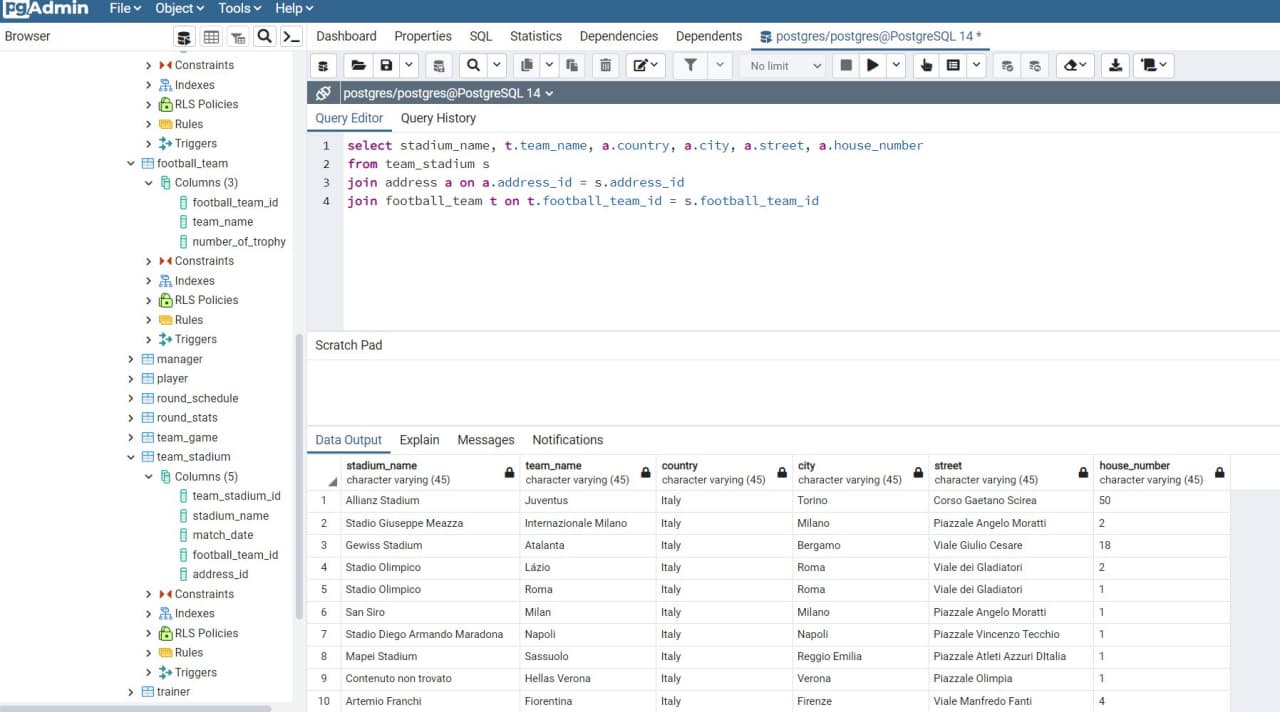 pgAdmin File Object Tools Help
Browser
Dashboard Properties SQL Statistics Dependencies Dependents postgres/postgres@PostgreSQL 14 *
No limit
postgres/postgres@PostgreSQL 14
Query Editor Query History
1 select stadium_name, t.team_name, a.country, a.city, a.street, a.house_number
2 from team_stadium s
3 join address a on a.address_id = s.address_id
4 join football_team t on t.football_team_id = s.football_team_id
Constraints
Indexes
RLS Policies
Rules
Triggers
football_team
Columns (3)
football_team_id
team_name
number_of_trophy
Constraints
Indexes
RLS Policies
Rules
Triggers
manager
player
round_schedule
round_stats
team_game
team_stadium
Columns (5)
team_stadium_id
stadium_name
match_date
football_team_id
address_id
Constraints
Indexes
RLS Policies
Rules
Triggers
trainer
Scratch Pad
Data Output Explain Messages Notifications
stadium_name team_name country city street house_number
character varying (45) character varying (45) character varying (45) character varying (45) character varying (45) character varying (45)
1 Allianz Stadium Juventus Italy Torino Corso Gaetano Scirea 50
2 Stadio Giuseppe Meazza Internazionale Milano Italy Milano Piazzale Angelo Moratti 2
3 Gewiss Stadium Atalanta Italy Bergamo Viale Giulio Cesare 18
4 Stadio Olimpico Lázio Italy Roma Viale dei Gladiatori 2
5 Stadio Olimpico Roma Italy Roma Viale dei Gladiatori 1
6 San Siro Milan Italy Milano Piazzale Angelo Moratti 1
7 Stadio Diego Armando Maradona Napoli Italy Napoli Piazzale Vincenzo Tecchio 1
8 Mapei Stadium Sassuolo Italy Reggio Emilia Piazzale Atleti Azzuri DItalia 1
9 Contenuto non trovato Hellas Verona Italy Verona Piazzale Olimpia 1
10 Artemio Franchi Fiorentina Italy Firenze Viale Manfredo Fanti 4